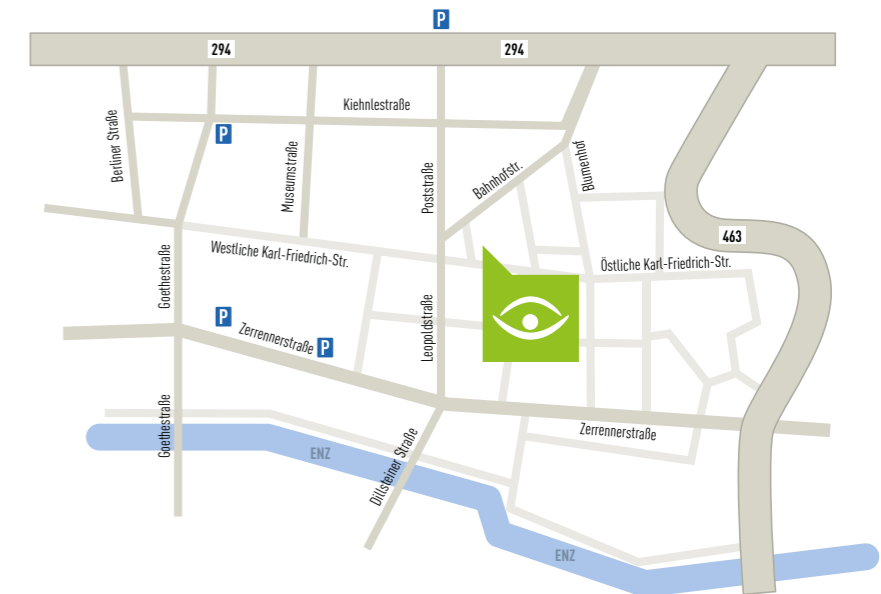 P
294
294
Kiehnlestraße
P
Berliner Straße
Museumstraße
Poststraße
Bahnhofstr.
Blumenhof
463
Westliche Karl-Friedrich-Str.
Östliche Karl-Friedrich-Str.
Goethestraße
P
Zerrennerstraße
P
Leopoldstraße
Goethestraße
Zerrennerstraße
ENZ
Dillsteiner Straße
ENZ